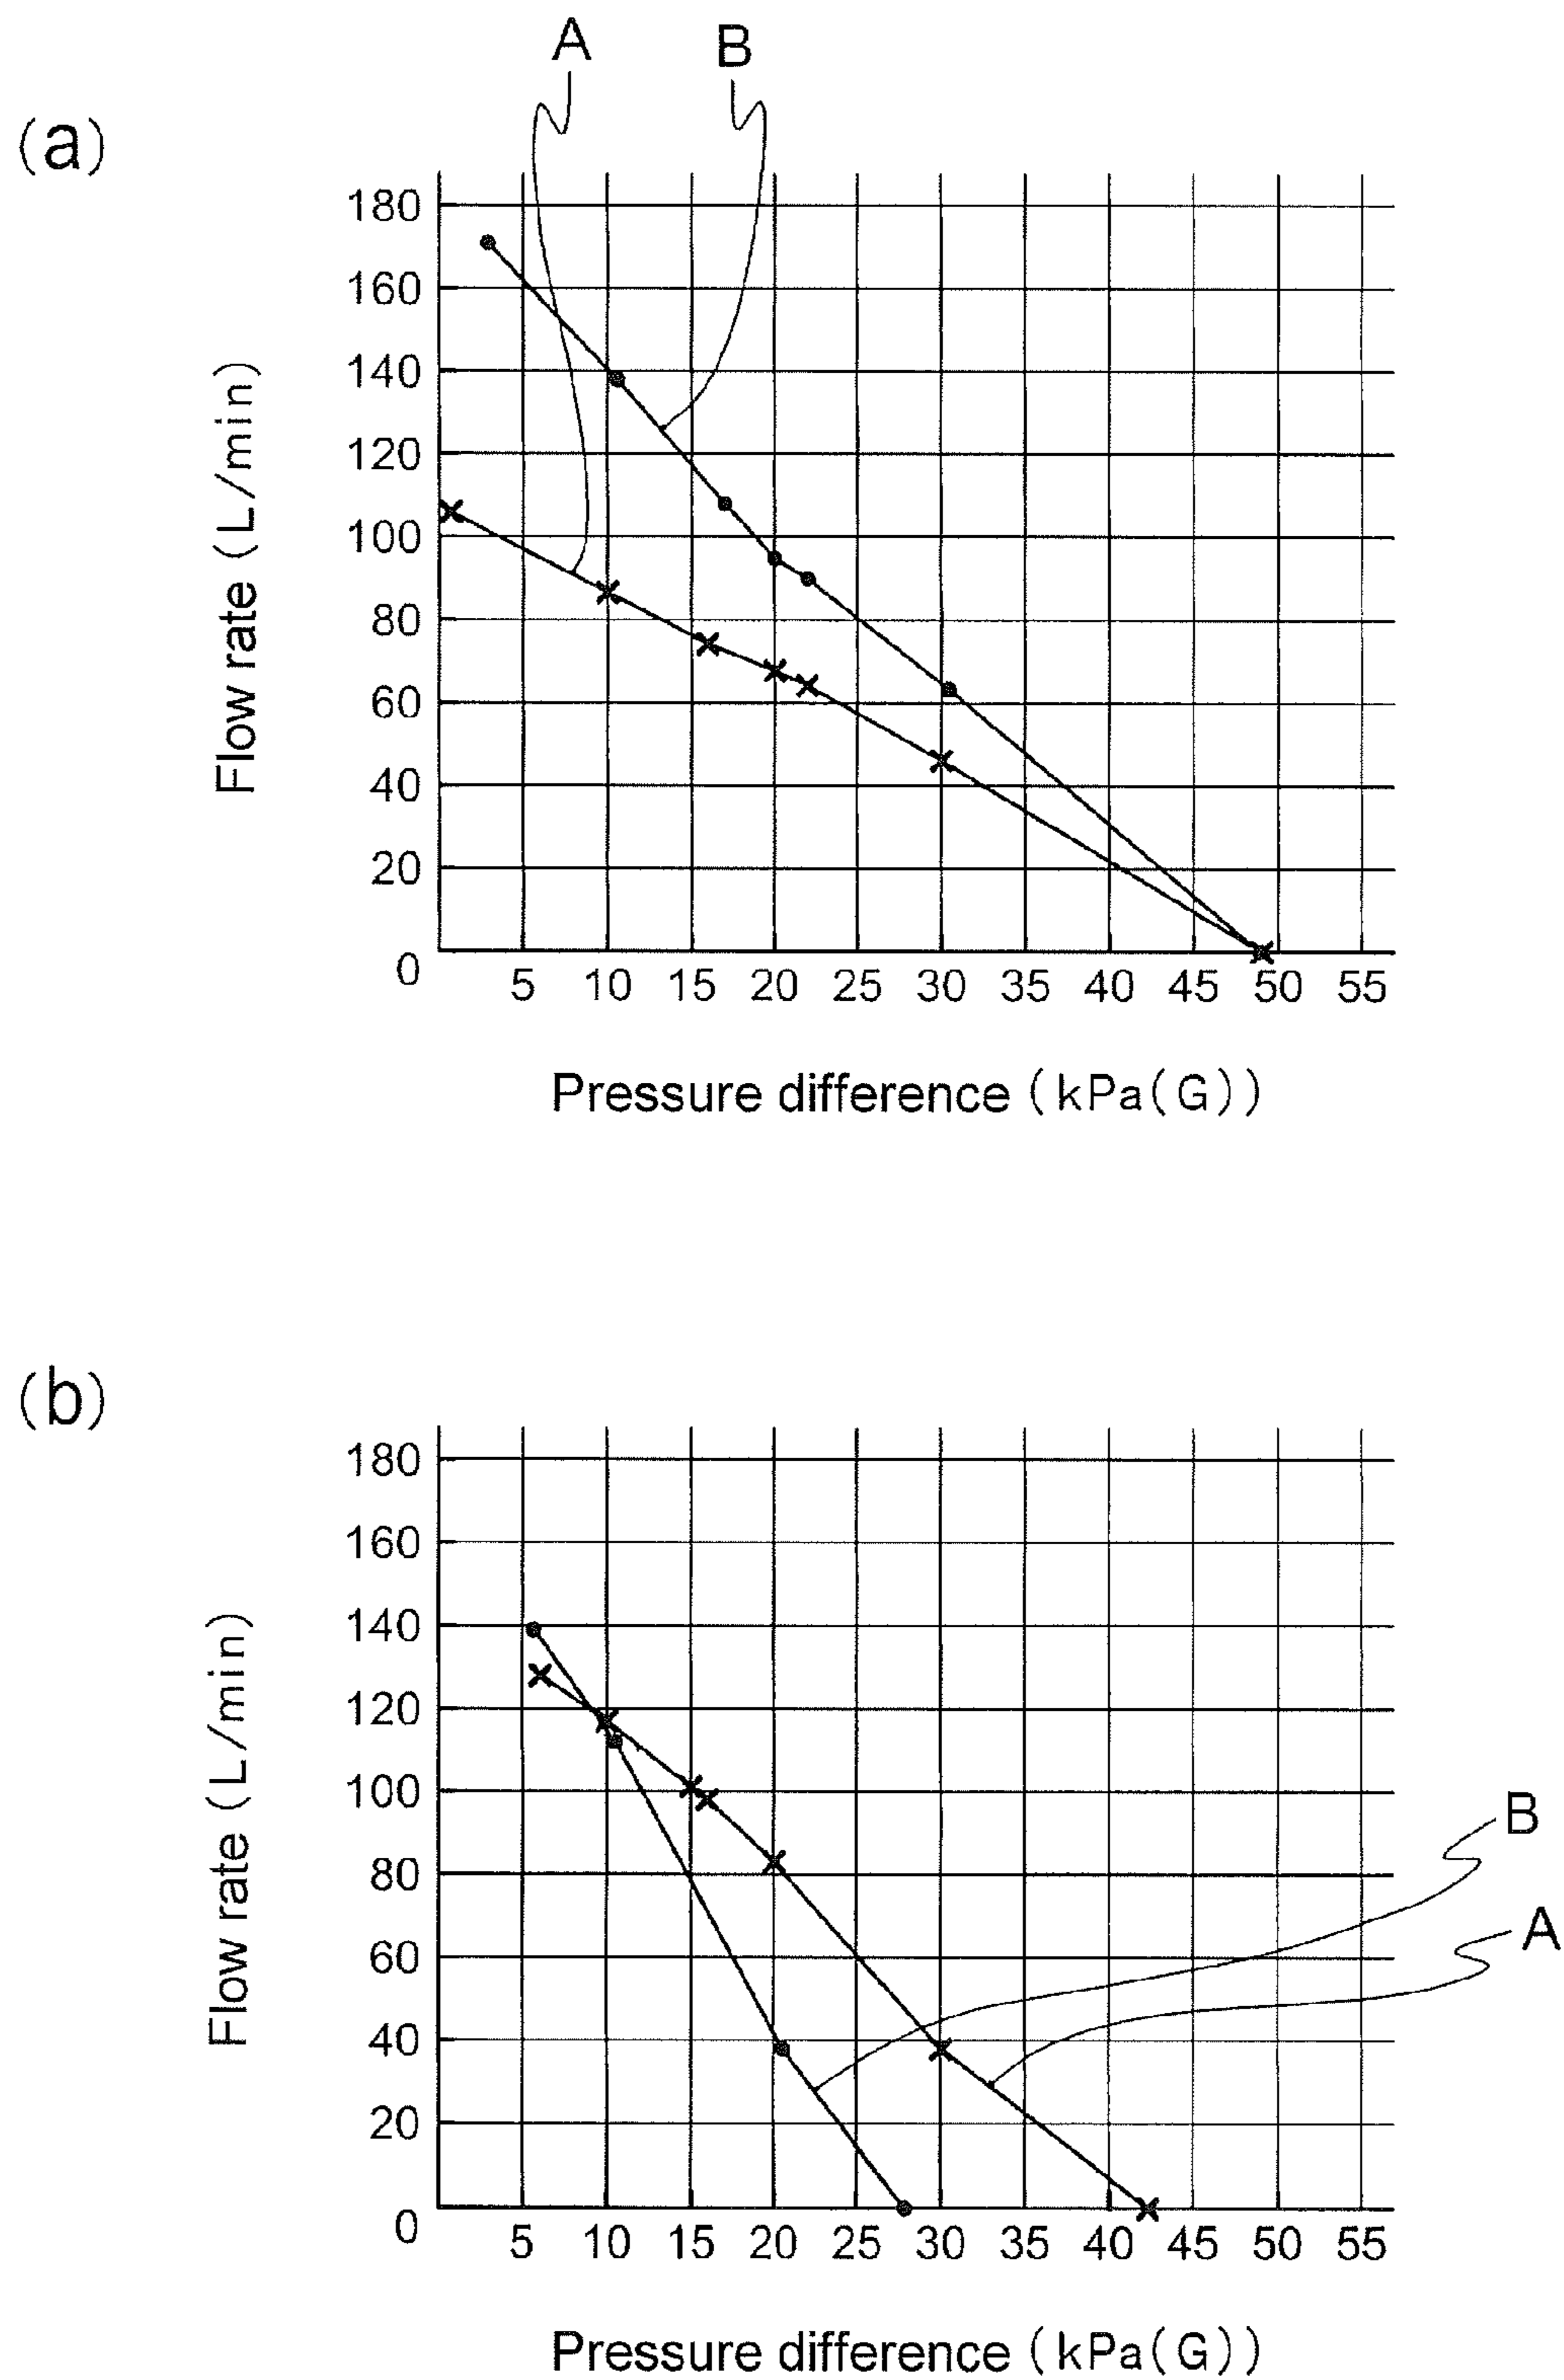 A B
(a)
180
160
140
120
100
80
60
40
20
0
Flow rate (L/min)
5 10 15 20 25 30 35 40 45 50 55
Pressure difference (kPa(G))
(b)
180
160
140
120
100
80
60
40
20
0
Flow rate (L/min)
B
A
5 10 15 20 25 30 35 40 45 50 55
Pressure difference (kPa(G))